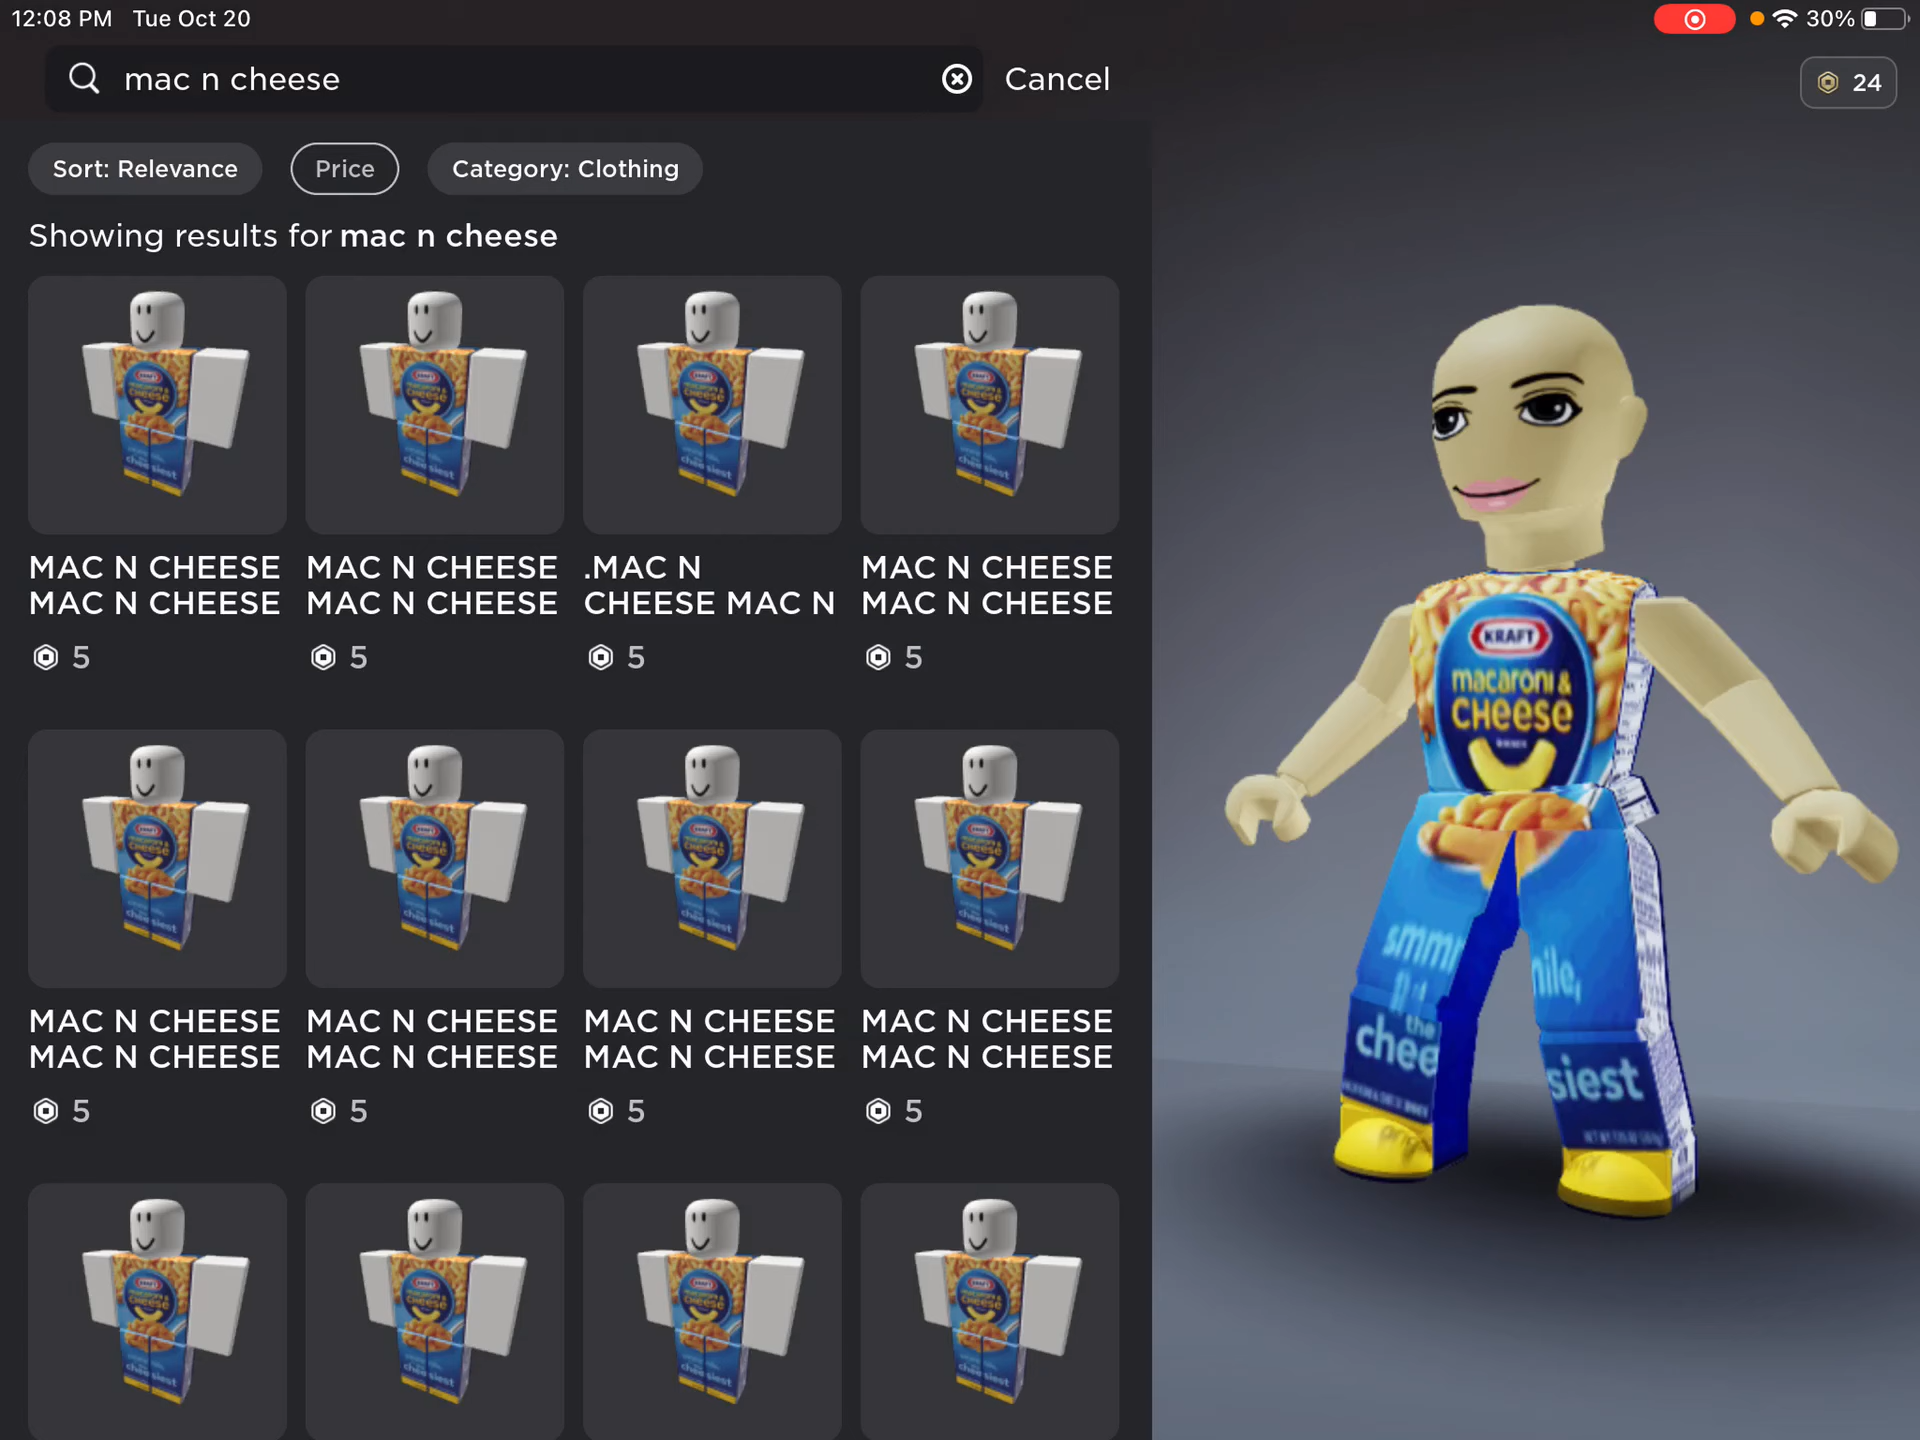 12:08 PM Tue Oct 20
30%
mac n cheese
Cancel
24
Sort: Relevance
Price
Category: Clothing
Showing results for mac n cheese
MAC N CHEESE
MAC N CHEESE
5
MAC N CHEESE
MAC N CHEESE
5
.MAC N
CHEESE MAC N
5
MAC N CHEESE
MAC N CHEESE
5
MAC N CHEESE
MAC N CHEESE
5
MAC N CHEESE
MAC N CHEESE
5
MAC N CHEESE
MAC N CHEESE
5
MAC N CHEESE
MAC N CHEESE
5
KRAFT
macaroni &
CHEESE
smmr
nile,
the
chee
siest